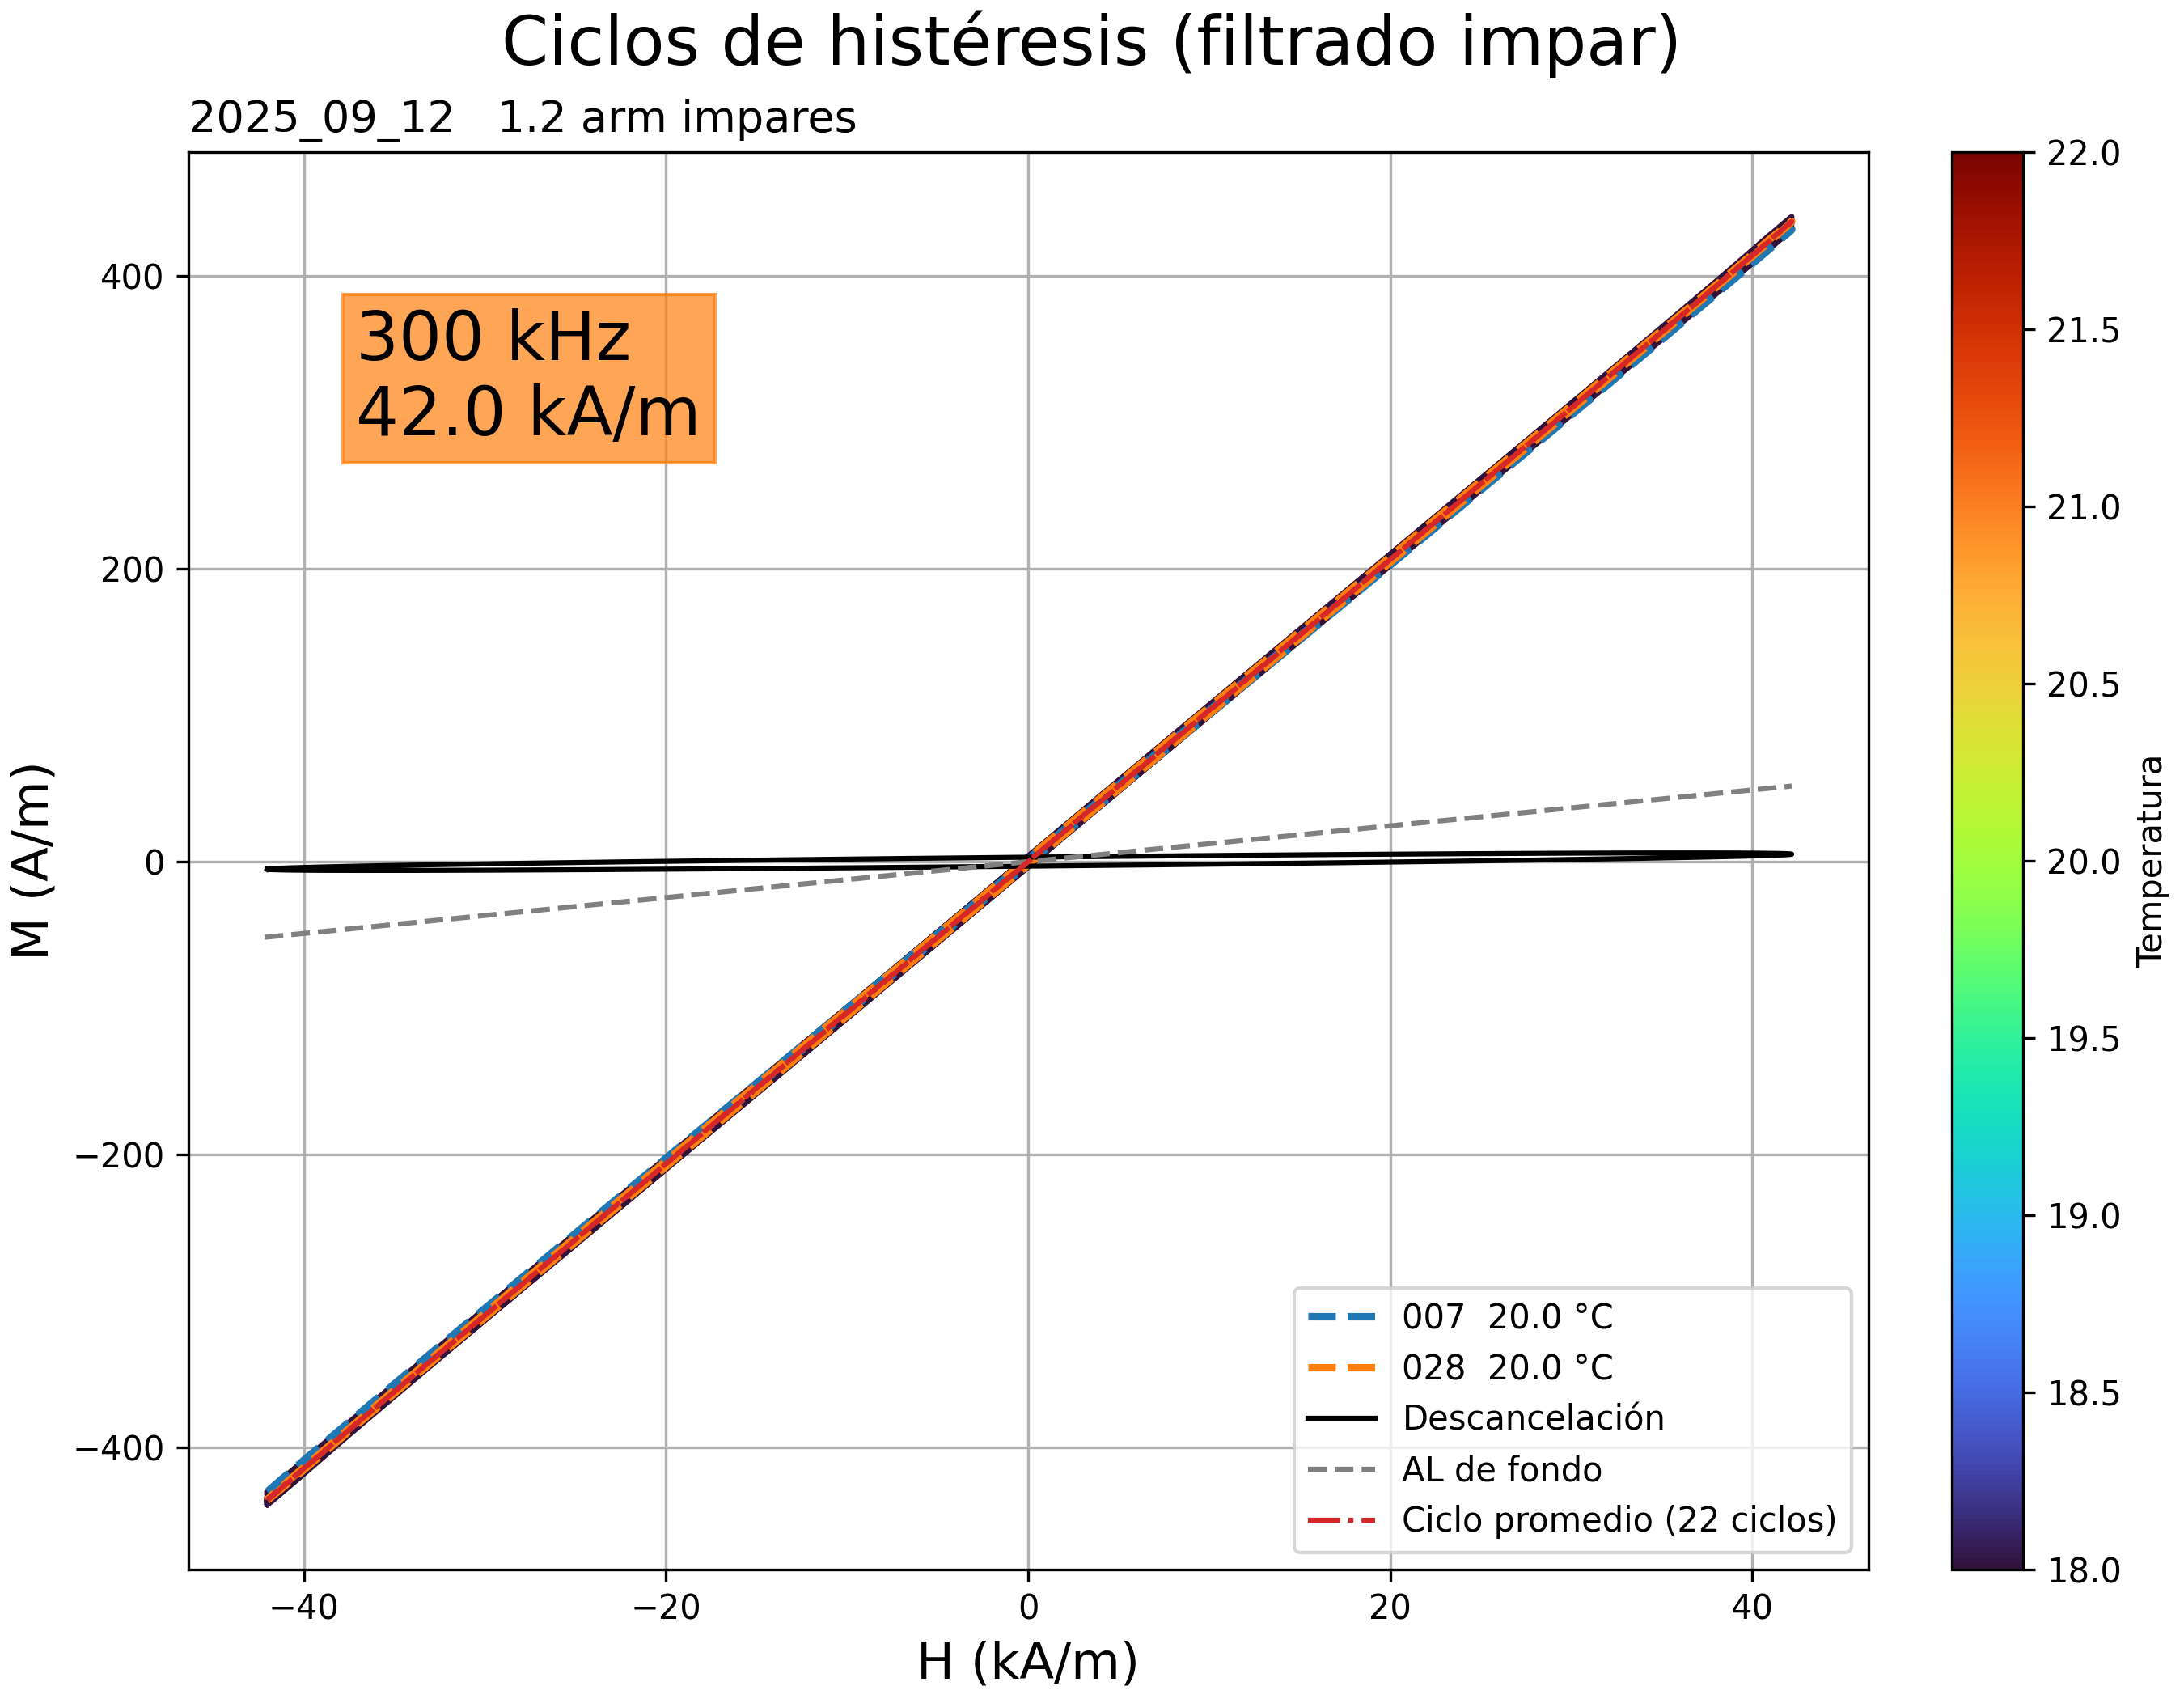 Ciclos de histéresis (filtrado impar)
2025_09_12   1.2 arm impares
300 kHz
42.0 kA/m
M (A/m)
400
200
0
−200
−400
−40
−20
0
20
40
H (kA/m)
007  20.0 °C
028  20.0 °C
Descancelación
AL de fondo
Ciclo promedio (22 ciclos)
22.0
21.5
21.0
20.5
20.0
19.5
19.0
18.5
18.0
Temperatura